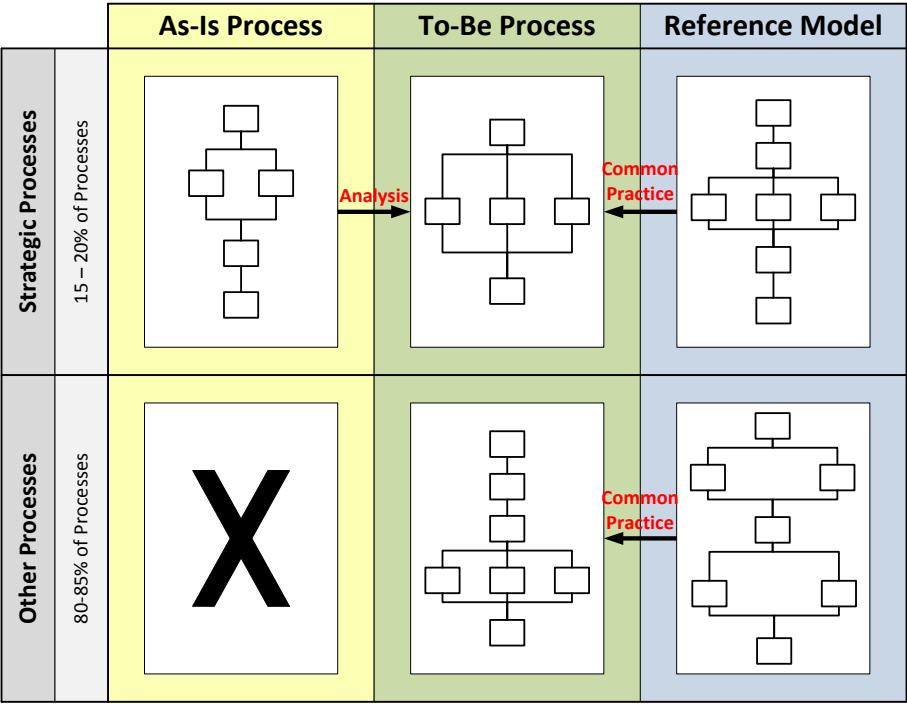 As-Is Process
To-Be Process
Reference Model
Strategic Processes
15 – 20% of Processes
Analysis
Common
Practice
Other Processes
80-85% of Processes
X
Common
Practice